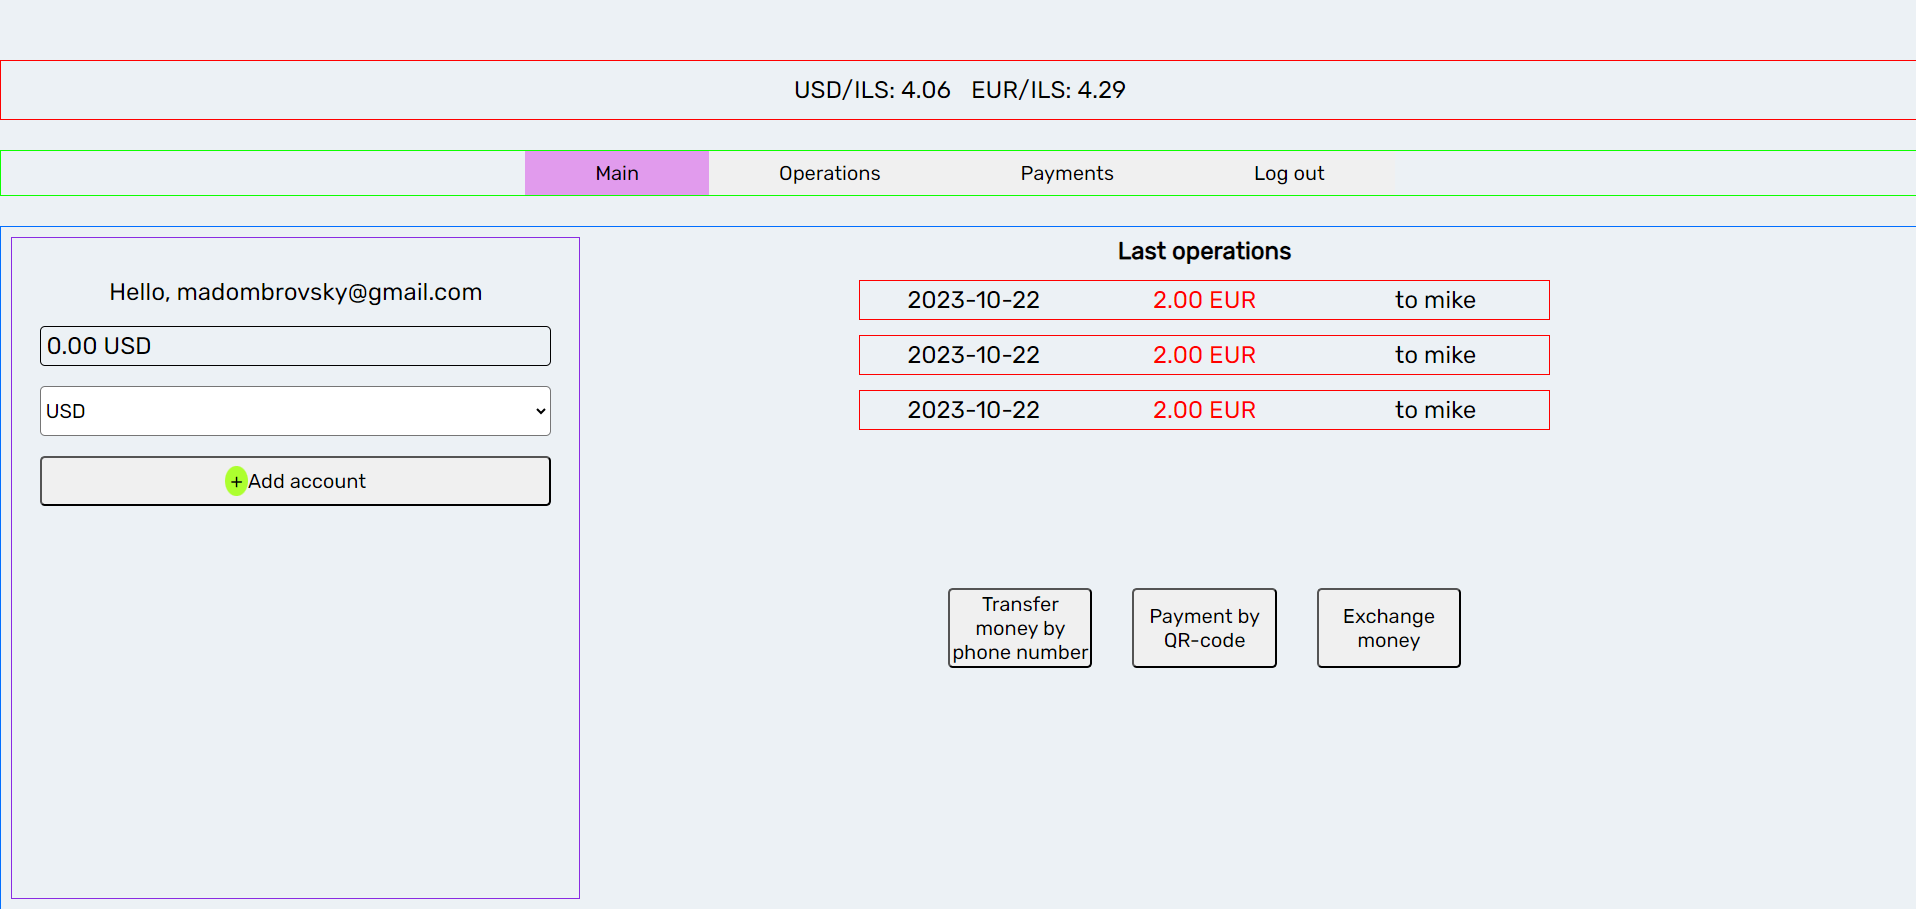 USD/ILS: 4.06 EUR/ILS: 4.29
Main Operations Payments Log out
Hello, madombrovsky@gmail.com
0.00 USD
USD
+Add account
Last operations
2023-10-22 2.00 EUR to mike
2023-10-22 2.00 EUR to mike
2023-10-22 2.00 EUR to mike
Transfer
money by
phone number
Payment by
QR-code
Exchange
money